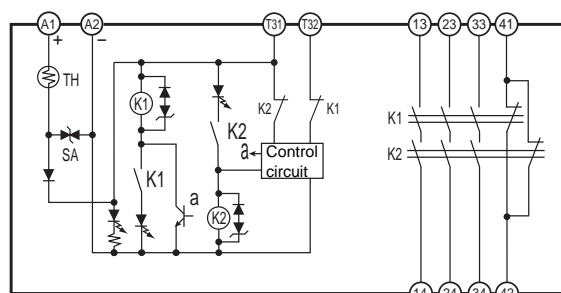 A1 A2 T31 T32 13 23 33 41
+ −
TH
K1
K2 K1
K1
K2
a Control
circuit
SA
K2
K1
a
K2
14 24 34 42